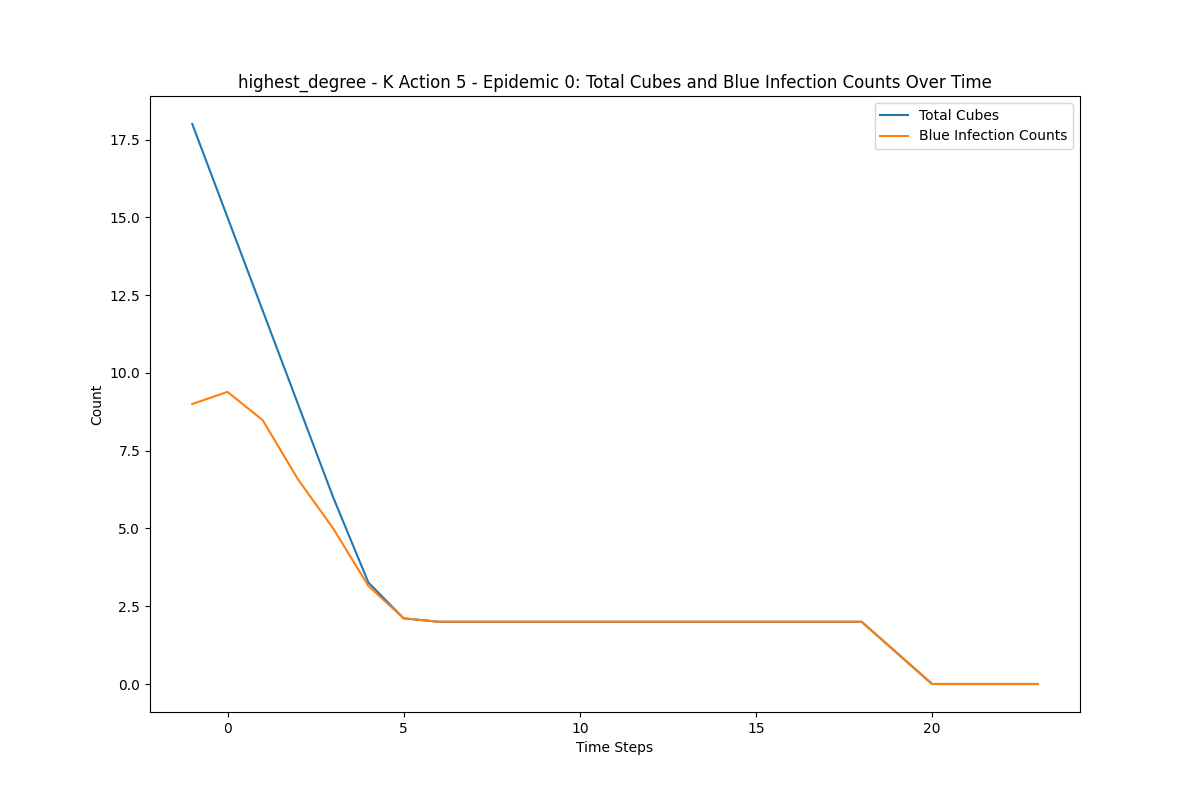 highest_degree - K Action 5 - Epidemic 0: Total Cubes and Blue Infection Counts Over Time
Total Cubes
Blue Infection Counts
17.5
15.0
12.5
10.0
7.5
5.0
2.5
0.0
Count
0
5
10
15
20
Time Steps